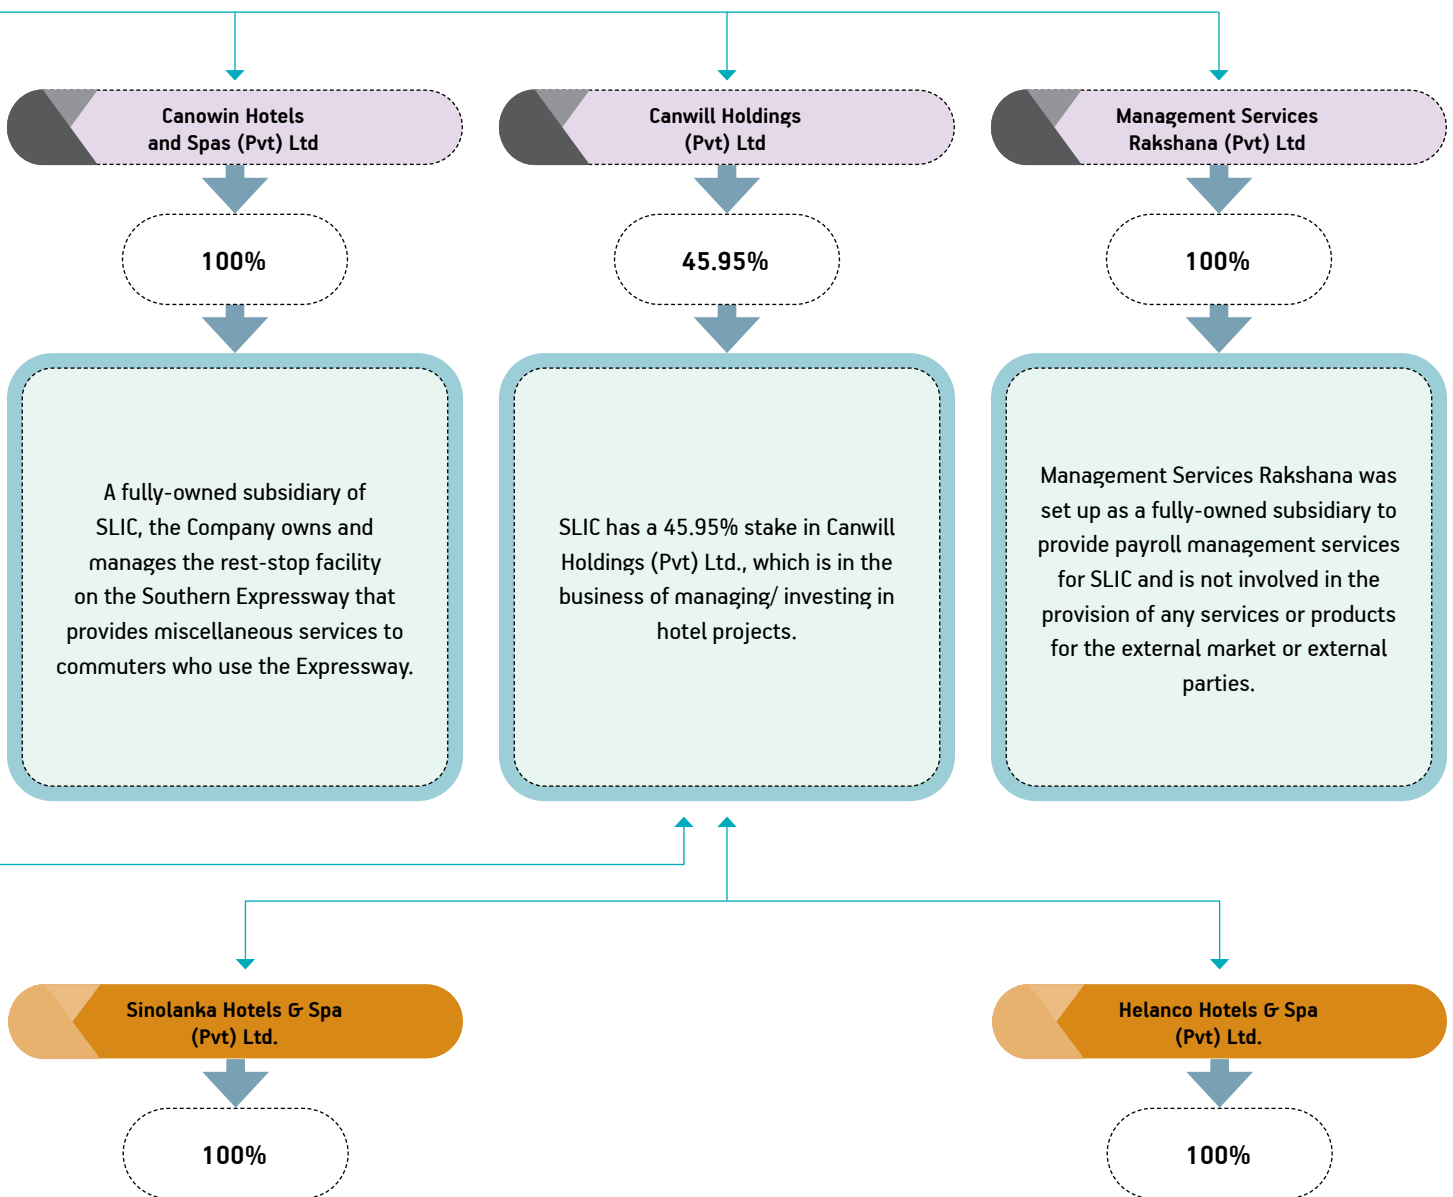 Canowin Hotels
and Spas (Pvt) Ltd
Canwill Holdings
(Pvt) Ltd
Management Services
Rakshana (Pvt) Ltd
100%
45.95%
100%
A fully-owned subsidiary of
SLIC, the Company owns and
manages the rest-stop facility
on the Southern Expressway that
provides miscellaneous services to
commuters who use the Expressway.
SLIC has a 45.95% stake in Canwill
Holdings (Pvt) Ltd., which is in the
business of managing/ investing in
hotel projects.
Management Services Rakshana was
set up as a fully-owned subsidiary to
provide payroll management services
for SLIC and is not involved in the
provision of any services or products
for the external market or external
parties.
Sinolanka Hotels & Spa
(Pvt) Ltd.
Helanco Hotels & Spa
(Pvt) Ltd.
100%
100%